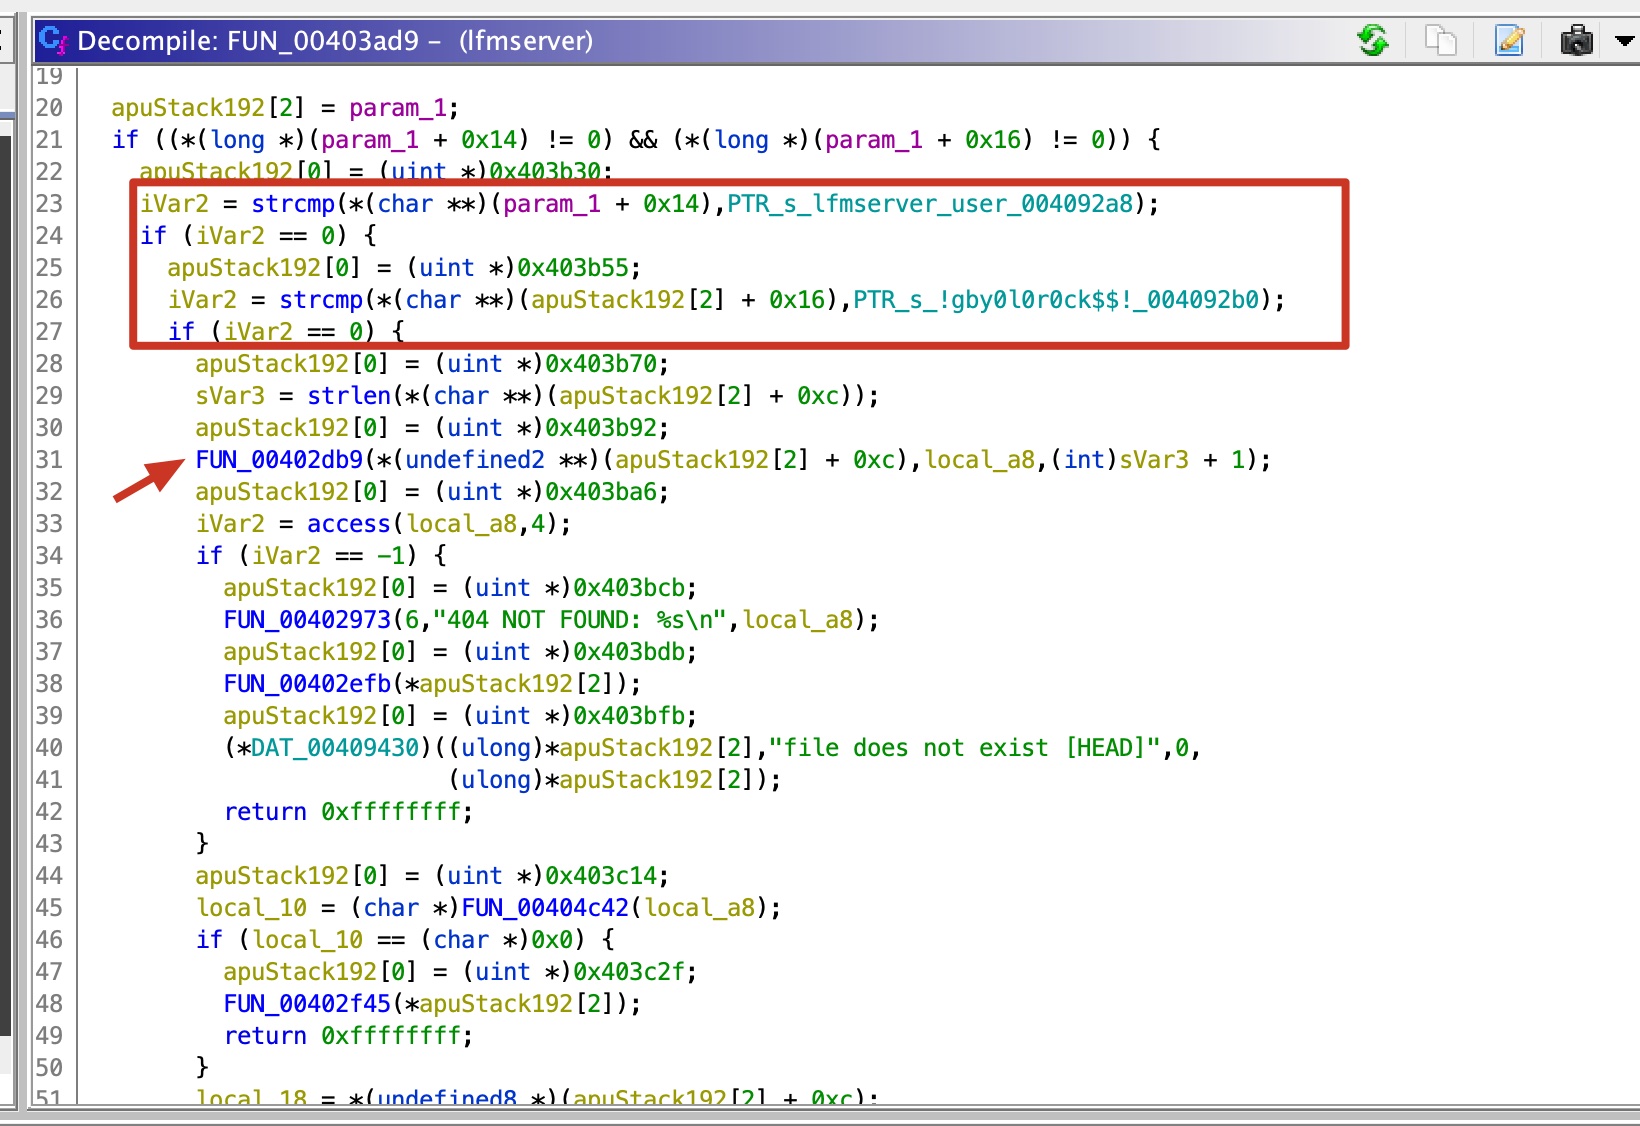 Decompile: FUN_00403ad9 – (lfmserver)
19
20 apuStack192[2] = param_1;
21 if ((*(long *)(param_1 + 0x14) != 0) && (*(long *)(param_1 + 0x16) != 0)) {
22 apuStack192[0] = (uint *)0x403b30;
23 iVar2 = strcmp(*(char **)(param_1 + 0x14),PTR_s_lfmserver_user_004092a8);
24 if (iVar2 == 0) {
25 apuStack192[0] = (uint *)0x403b55;
26 iVar2 = strcmp(*(char **)(apuStack192[2] + 0x16),PTR_s_!gby0l0r0ck$$!_004092b0);
27 if (iVar2 == 0) {
28 apuStack192[0] = (uint *)0x403b70;
29 sVar3 = strlen(*(char **)(apuStack192[2] + 0xc));
30 apuStack192[0] = (uint *)0x403b92;
31 FUN_00402db9(*(undefined2 **)(apuStack192[2] + 0xc),local_a8,(int)sVar3 + 1);
32 apuStack192[0] = (uint *)0x403ba6;
33 iVar2 = access(local_a8,4);
34 if (iVar2 == -1) {
35 apuStack192[0] = (uint *)0x403bcb;
36 FUN_00402973(6,"404 NOT FOUND: %s\n",local_a8);
37 apuStack192[0] = (uint *)0x403bdb;
38 FUN_00402efb(*apuStack192[2]);
39 apuStack192[0] = (uint *)0x403bfb;
40 (*DAT_00409430)((ulong)*apuStack192[2],"file does not exist [HEAD]",0,
41 (ulong)*apuStack192[2]);
42 return 0xffffffff;
43 }
44 apuStack192[0] = (uint *)0x403c14;
45 local_10 = (char *)FUN_00404c42(local_a8);
46 if (local_10 == (char *)0x0) {
47 apuStack192[0] = (uint *)0x403c2f;
48 FUN_00402f45(*apuStack192[2]);
49 return 0xffffffff;
50 }
51 local_18 = *(undefined8 *)(apuStack192[2] + 0xc);